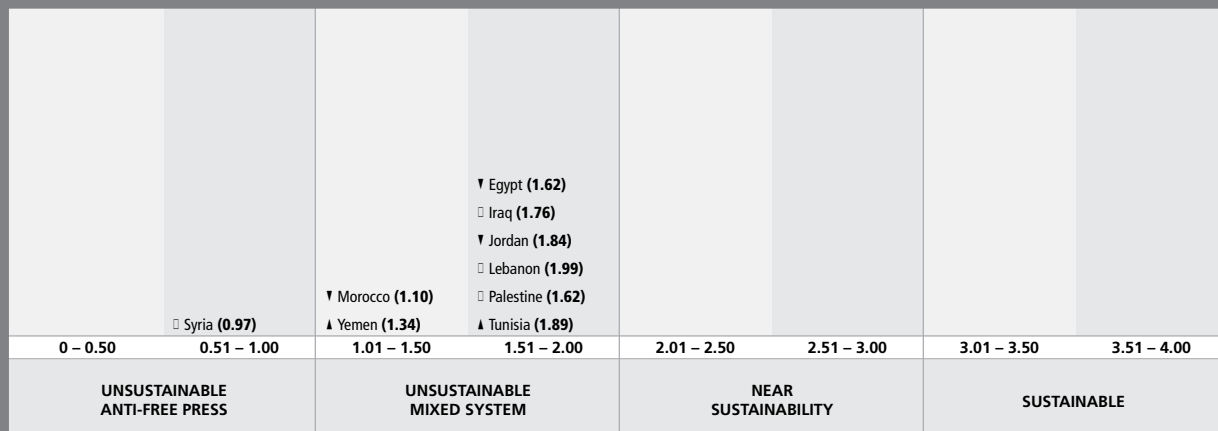 ▼ Egypt (1.62)
▯ Iraq (1.76)
▼ Jordan (1.84)
▯ Lebanon (1.99)
▼ Morocco (1.10)
▯ Palestine (1.62)
▯ Syria (0.97)
▲ Yemen (1.34)
▲ Tunisia (1.89)
0 – 0.50
0.51 – 1.00
1.01 – 1.50
1.51 – 2.00
2.01 – 2.50
2.51 – 3.00
3.01 – 3.50
3.51 – 4.00
UNSUSTAINABLE
ANTI-FREE PRESS
UNSUSTAINABLE
MIXED SYSTEM
NEAR
SUSTAINABILITY
SUSTAINABLE